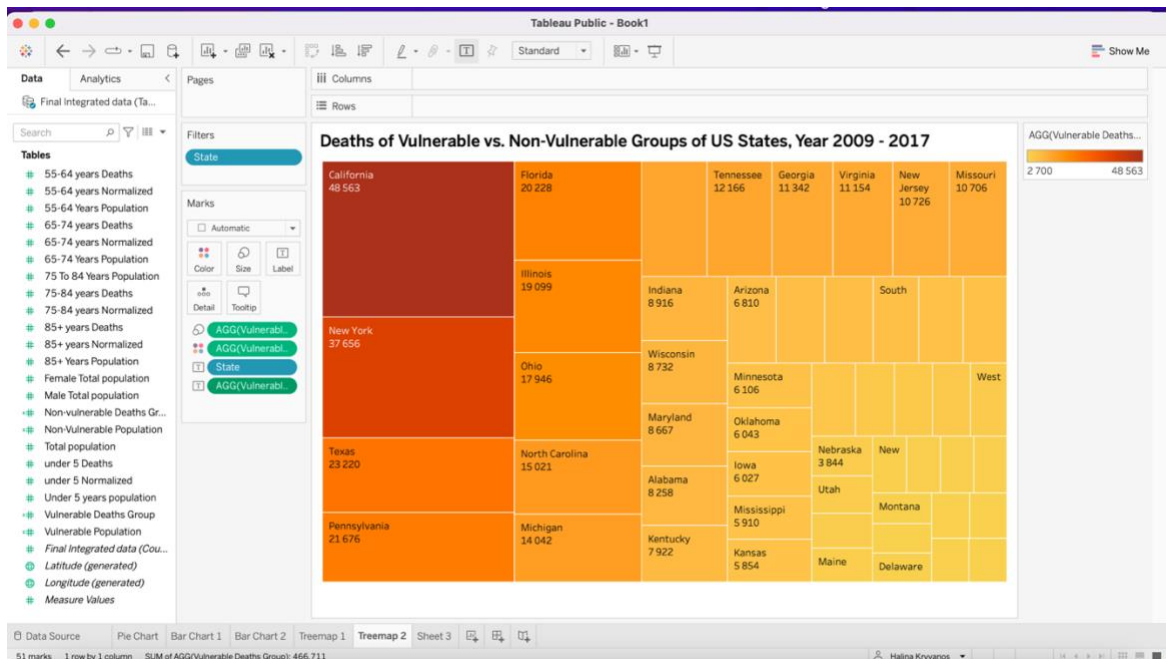 Tableau Public - Book1
Standard
Show Me
Data
Analytics
Pages
Columns
Final Integrated data (Ta...
Rows
Search
Filters
State
Tables
55-64 years Deaths
55-64 years Normalized
55-64 Years Population
65-74 years Deaths
65-74 years Normalized
65-74 Years Population
75 To 84 Years Population
75-84 years Deaths
75-84 years Normalized
85+ years Deaths
85+ years Normalized
85+ Years Population
Female Total population
Male Total population
Non-vulnerable Deaths Gr...
Non-Vulnerable Population
Total population
under 5 Deaths
under 5 Normalized
Under 5 years population
Vulnerable Deaths Group
Vulnerable Population
Final Integrated data (Cou...
Latitude (generated)
Longitude (generated)
Measure Values
Marks
Automatic
Color
Size
Label
Detail
Tooltip
AGG(Vulnerabl..
AGG(Vulnerabl..
State
AGG(Vulnerabl..
Deaths of Vulnerable vs. Non-Vulnerable Groups of US States, Year 2009 - 2017
California
48 563
New York
37 656
Texas
23 220
Pennsylvania
21 676
Florida
20 228
Illinois
19 099
Ohio
17 946
North Carolina
15 021
Michigan
14 042
Tennessee
12 166
Georgia
11 342
Virginia
11 154
New
Jersey
10 726
Missouri
10 706
Indiana
8 916
Wisconsin
8 732
Maryland
8 667
Alabama
8 258
Kentucky
7 922
Arizona
6 810
Minnesota
6 106
Oklahoma
6 043
Iowa
6 027
Mississippi
5 910
Kansas
5 854
South
West
Nebraska
3 844
Utah
Maine
New
Montana
Delaware
AGG(Vulnerable Deaths...
2 700
48 563
Data Source
Pie Chart
Bar Chart 1
Bar Chart 2
Treemap 1
Treemap 2
Sheet 3
51 marks
1 row by 1 column
SUM of AGG(Vulnerable Deaths Group): 466 711
Halina Kryvanos